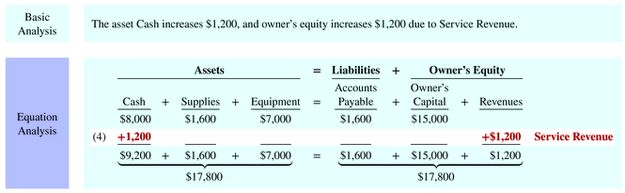 Basic
Analysis
The asset Cash increases $1,200, and owner's equity increases $1,200 due to Service Revenue.
Equation
Analysis
Assets = Liabilities + Owner's Equity
Accounts Owner's
Cash + Supplies + Equipment = Payable + Capital + Revenues
$8,000 $1,600 $7,000 $1,600 $15,000
(4) +1,200 +$1,200 Service Revenue
$9,200 + $1,600 + $7,000 = $1,600 + $15,000 + $1,200
$17,800 $17,800